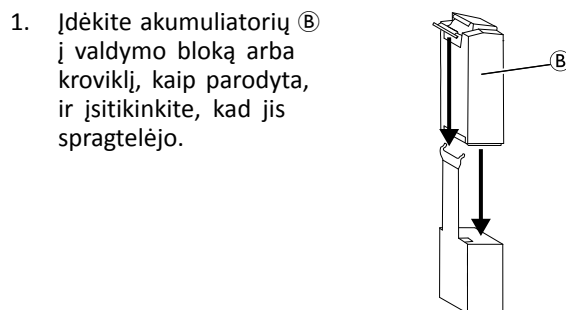 1. Įdėkite akumuliatorių Ⓑ
į valdymo bloką arba
kroviklį, kaip parodyta,
ir įsitikinkite, kad jis
spragtelėjo.
Ⓑ